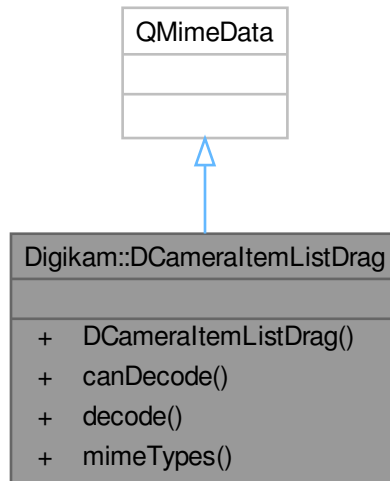 QMimeData
Digikam::DCameraItemListDrag
+ DCameraItemListDrag()
+ canDecode()
+ decode()
+ mimeTypes()